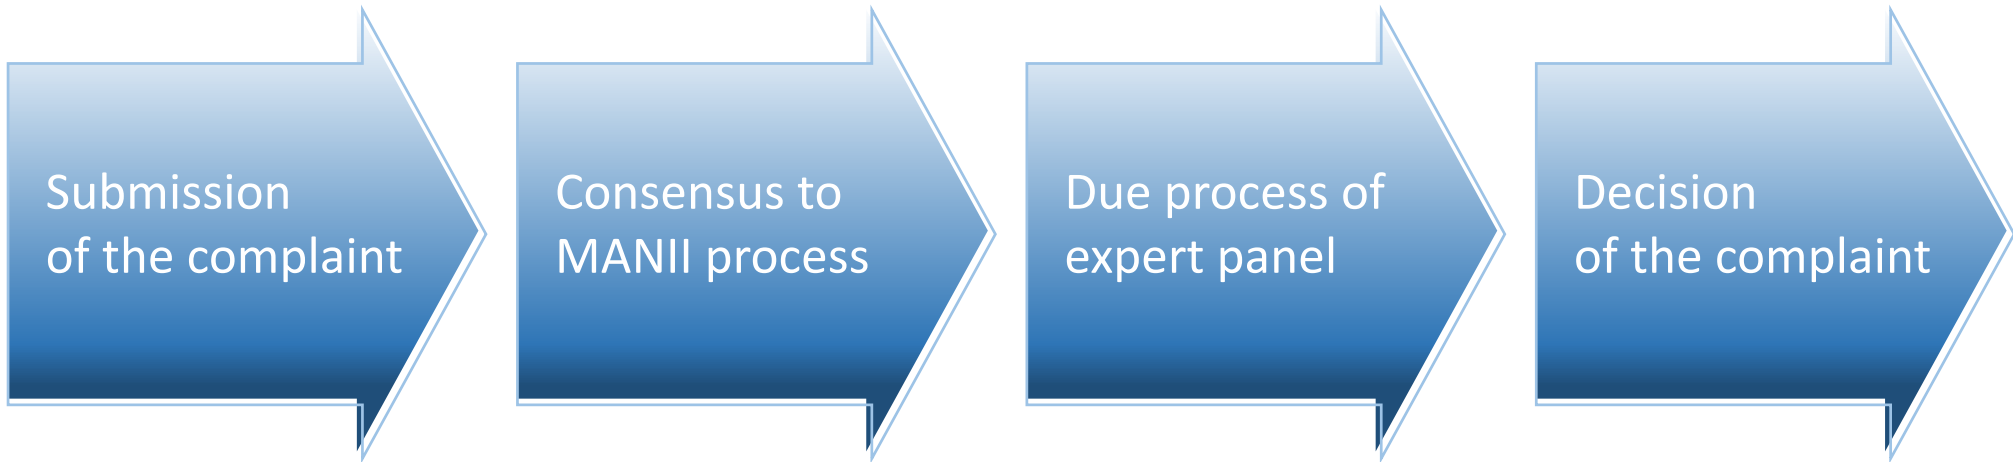 Submission
of the complaint
Consensus to
MANII process
Due process of
expert panel
Decision
of the complaint